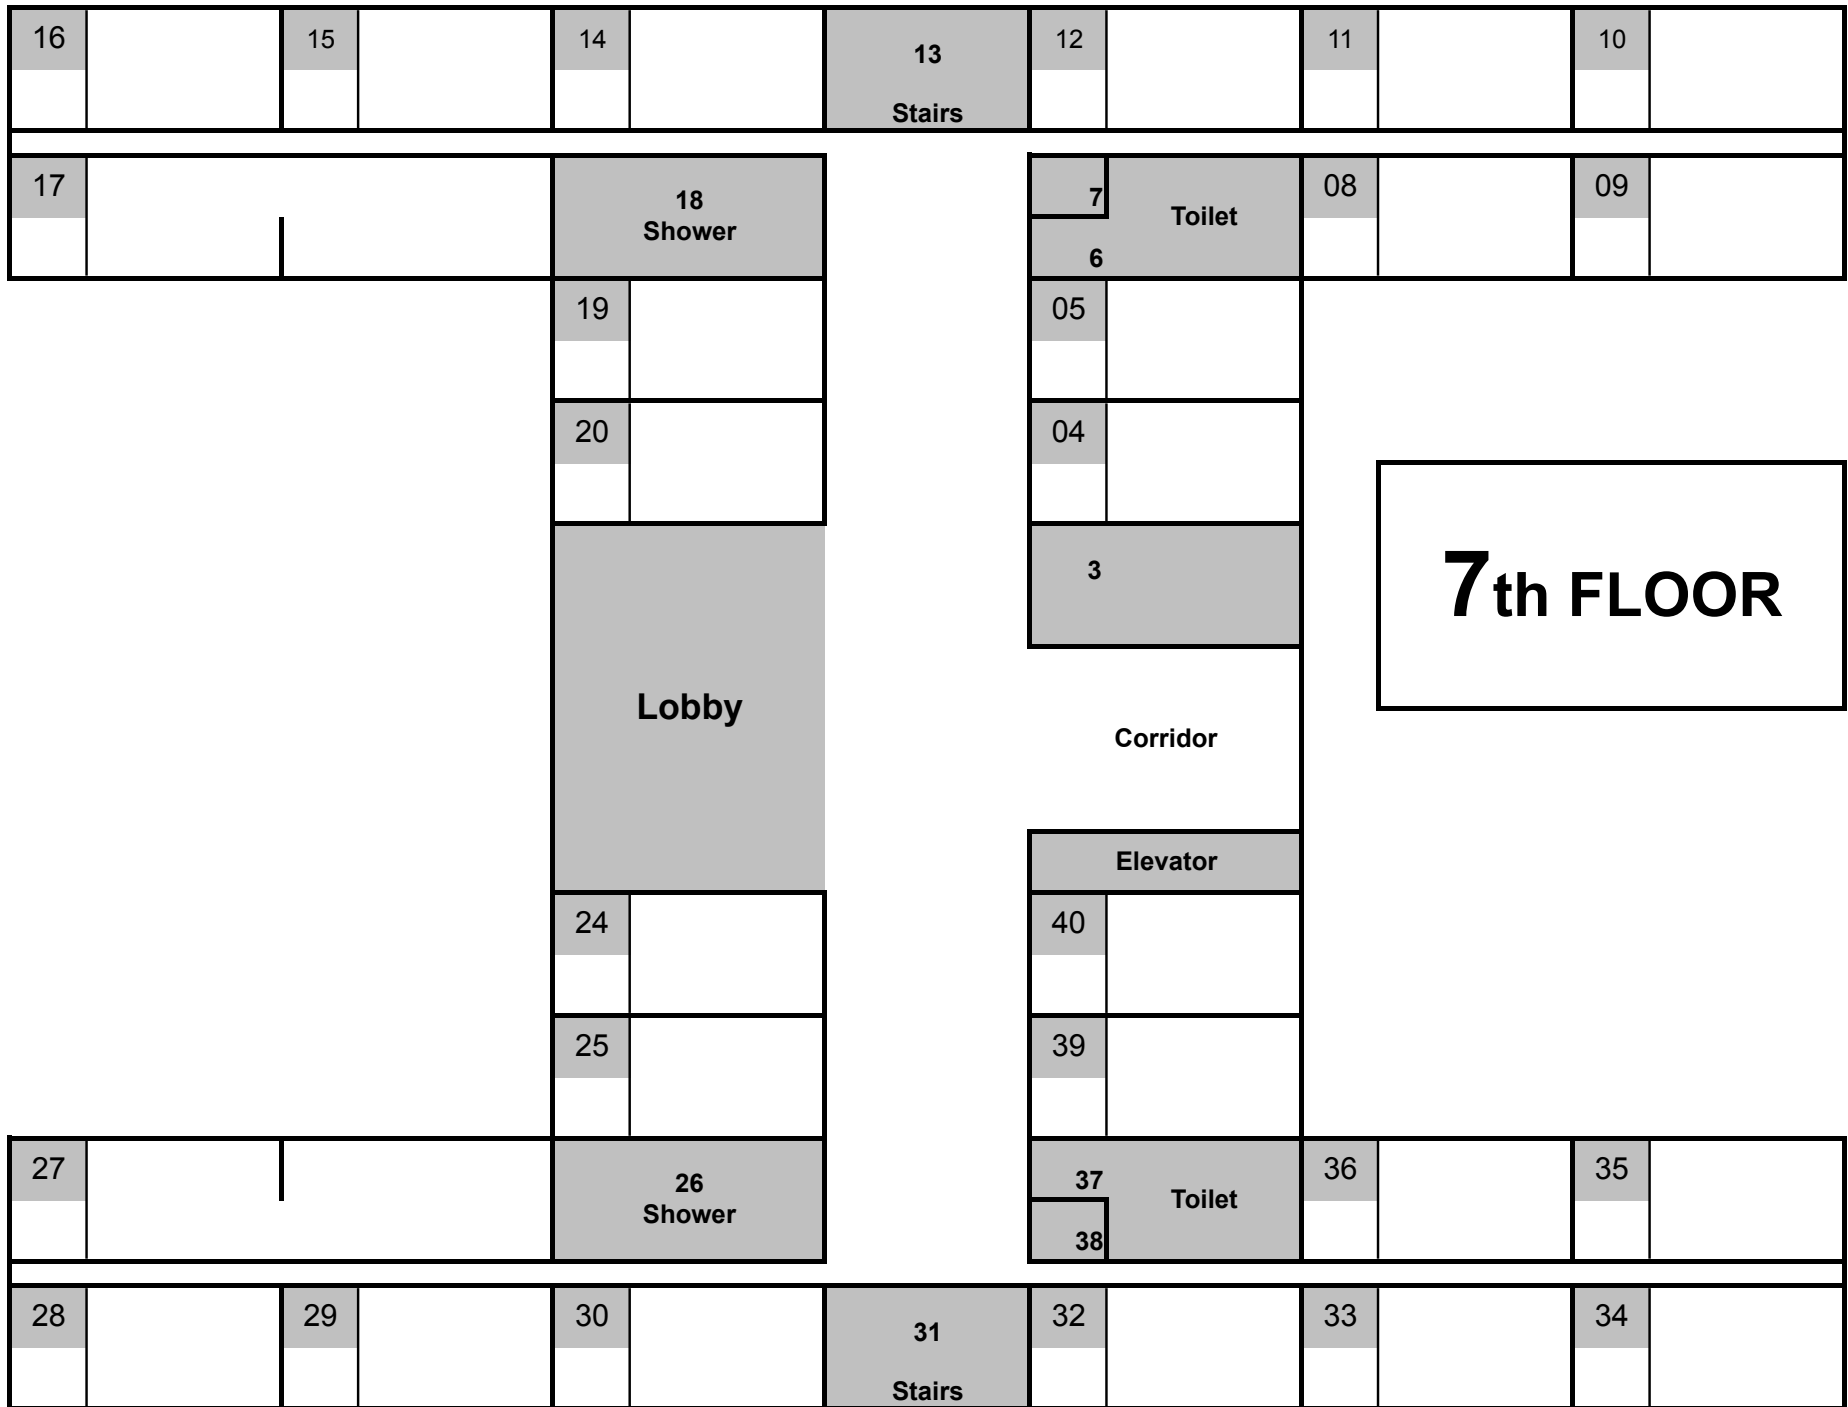 16 15 14 13 12 11 10
Stairs
17 18 7 Toilet 08 09
Shower
6
19 05
20 04
3
7th FLOOR
Lobby
Corridor
Elevator
24 40
25 39
27 26 37 Toilet 36 35
Shower
38
28 29 30 31 32 33 34
Stairs